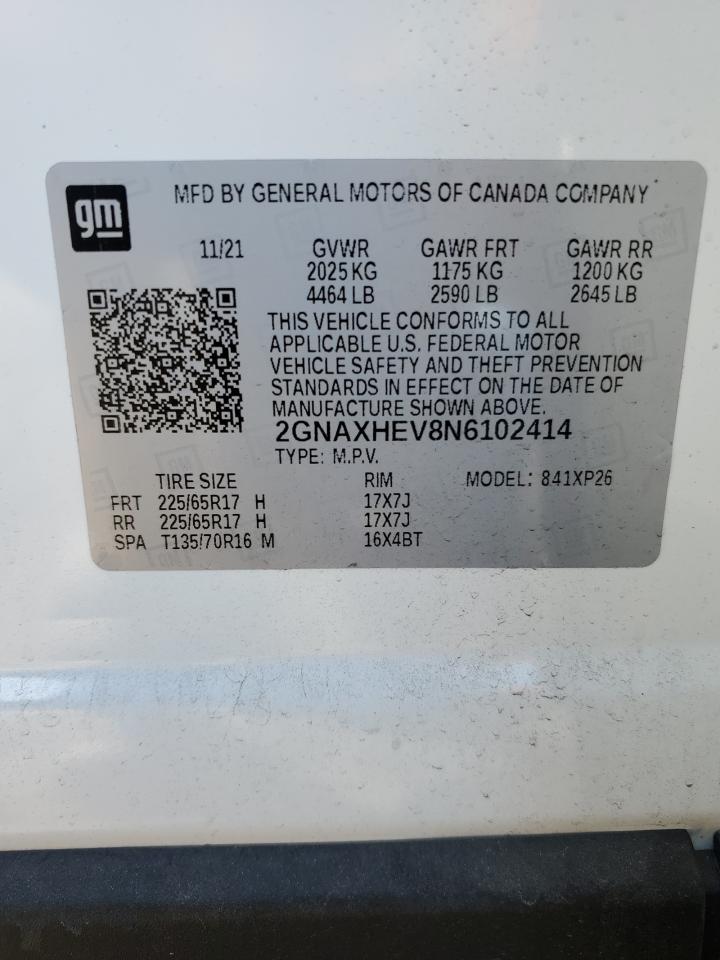 gm
MFD BY GENERAL MOTORS OF CANADA COMPANY
11/21 GVWR GAWR FRT GAWR RR
2025 KG 1175 KG 1200 KG
4464 LB 2590 LB 2645 LB
THIS VEHICLE CONFORMS TO ALL
APPLICABLE U.S. FEDERAL MOTOR
VEHICLE SAFETY AND THEFT PREVENTION
STANDARDS IN EFFECT ON THE DATE OF
MANUFACTURE SHOWN ABOVE.
2GNAXHEV8N6102414
TYPE: M.P.V.
TIRE SIZE RIM MODEL: 841XP26
FRT 225/65R17 H 17X7J
RR 225/65R17 H 17X7J
SPA T135/70R16 M 16X4BT